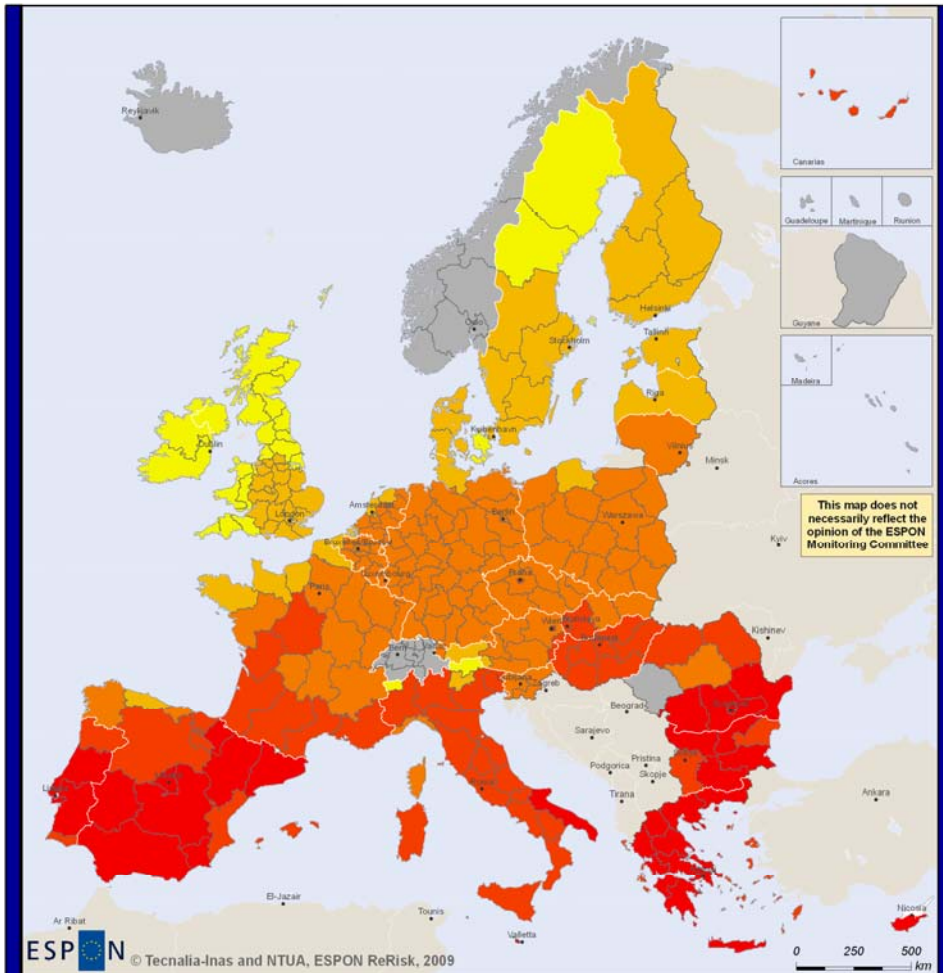 Reykjavik
Canarias
Guadeloupe
Martinique
Riunion
Guyane
Oslo
Helsinki
Tallinn
Stockholm
Madeira
Riga
Acores
København
Dublin
Vilnius
Minsk
This map does not
necessarily reflect the
opinion of the ESPON
Monitoring Committee
Amsterdam
London
Berlin
Warszawa
Kyiv
Praha
Paris
Kishinev
Bern
Zagreb
Beograd
Sarajevo
Pristina
Podgorica
Skopje
Tirana
Ankara
El-Jazair
Tounis
Nicosia
Ar Ribat
Valletta
ESPON
© Tecnalia-Inas and NTUA, ESPON ReRisk, 2009
0 250 500
km